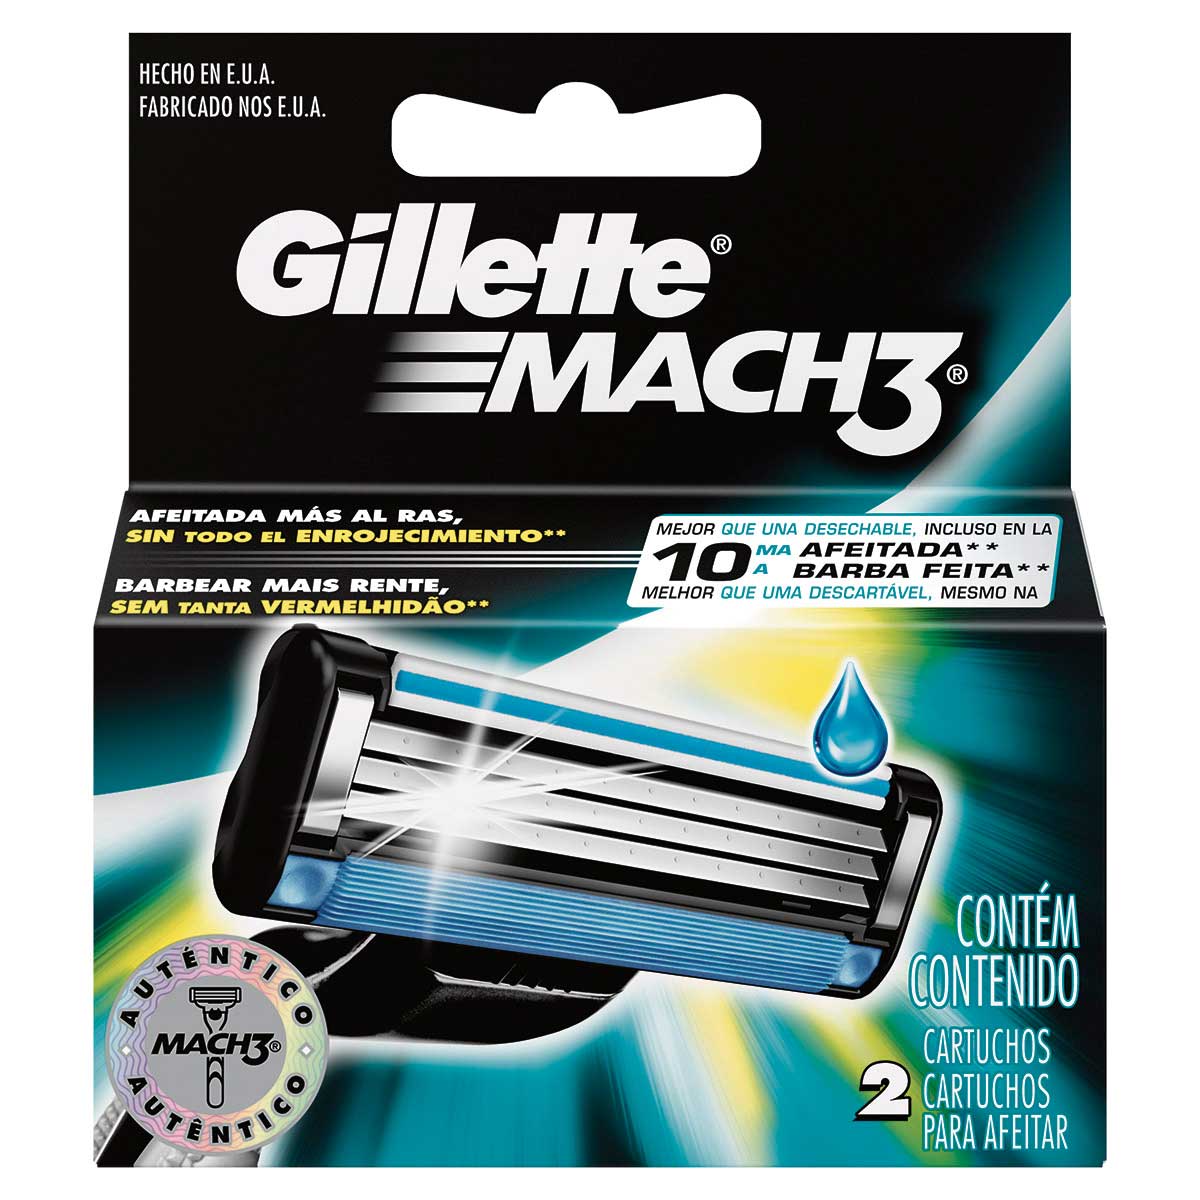 HECHO EN E.U.A.
FABRICADO NOS E.U.A.
Gillette®
MACH3®
AFEITADA MÁS AL RAS,
SIN TODO EL ENROJECIMIENTO**
BARBEAR MAIS RENTE,
SEM TANTA VERMELHIDÃO**
MEJOR QUE UNA DESECHABLE, INCLUSO EN LA
10 MA AFEITADA**
A BARBA FEITA**
MELHOR QUE UMA DESCARTÁVEL, MESMO NA
CONTÉM
CONTENIDO
2 CARTUCHOS
CARTUCHOS
PARA AFEITAR
AUTÉNTICO
MACH3®
AUTÊNTICO